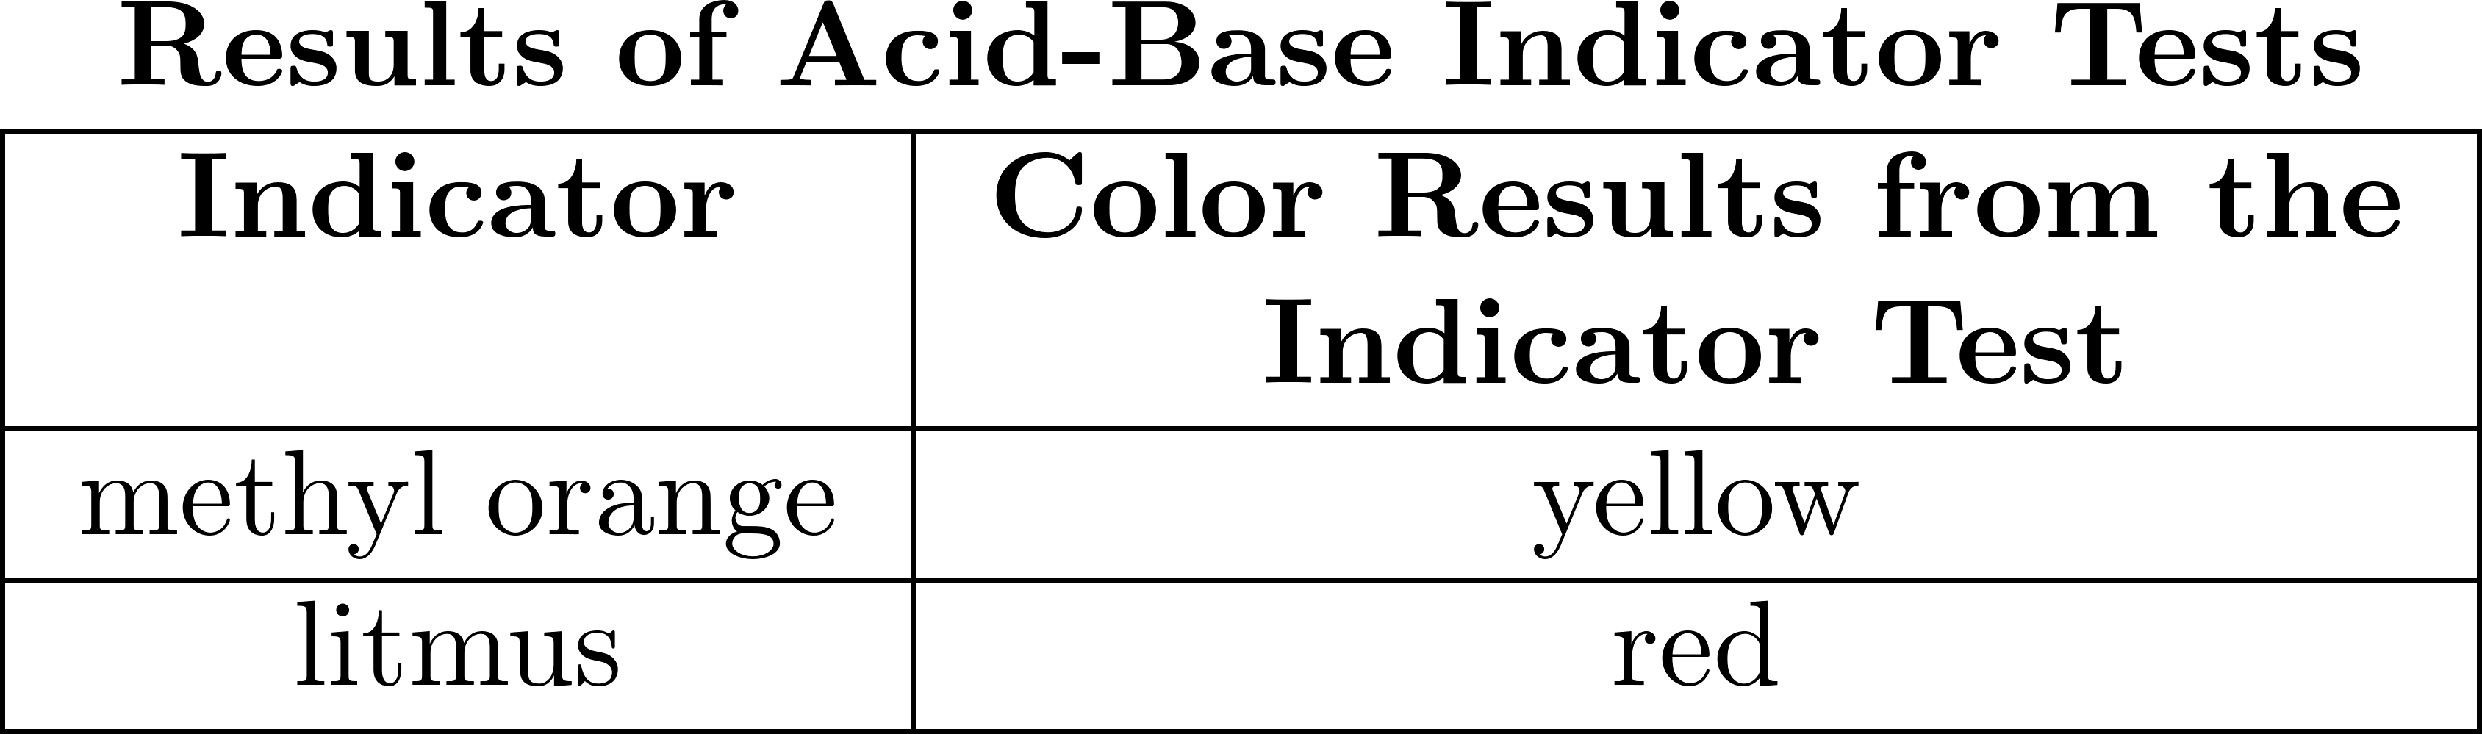 Results of Acid-Base Indicator Tests
Indicator
Color Results from the
Indicator Test
methyl orange
yellow
litmus
red